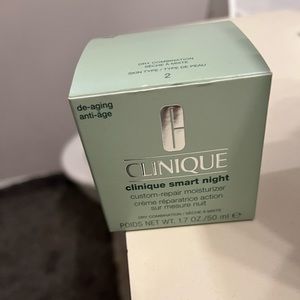 DRY COMBINATION
SÈCHE À MIXTE
SKIN TYPE / TYPE DE PEAU
2
de-aging
anti-âge
CLINIQUE
clinique smart night
custom-repair moisturizer
crème réparatrice action
sur mesure nuit
DRY COMBINATION / SÈCHE À MIXTE
POIDS NET WT. 1.7 OZ./50 ml ℮